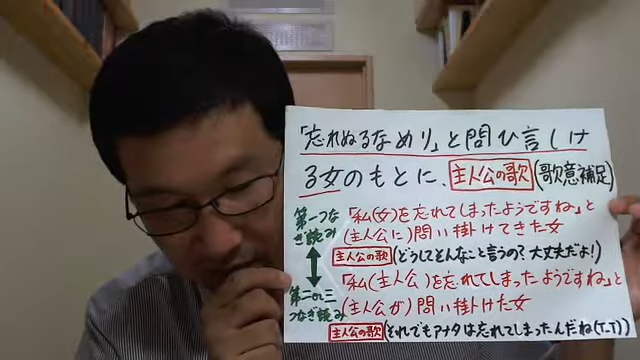 「忘れぬるなめり」と問ひ言しけ
る女のもとに、主人公の歌(歌意補足)
第一つなぎ読み
「私(女)を忘れてしまったようですね」と
(主人公に)問い掛けてきた女
主人公の歌(どうしてそんなこと言うの?大丈夫だよ!)
第二or三つなぎ読み
「私(主人公)を忘れてしまったようですね」と
(主人公が)問い掛けた女
主人公の歌(それでもアナタは忘れてしまったんだね(T.T))